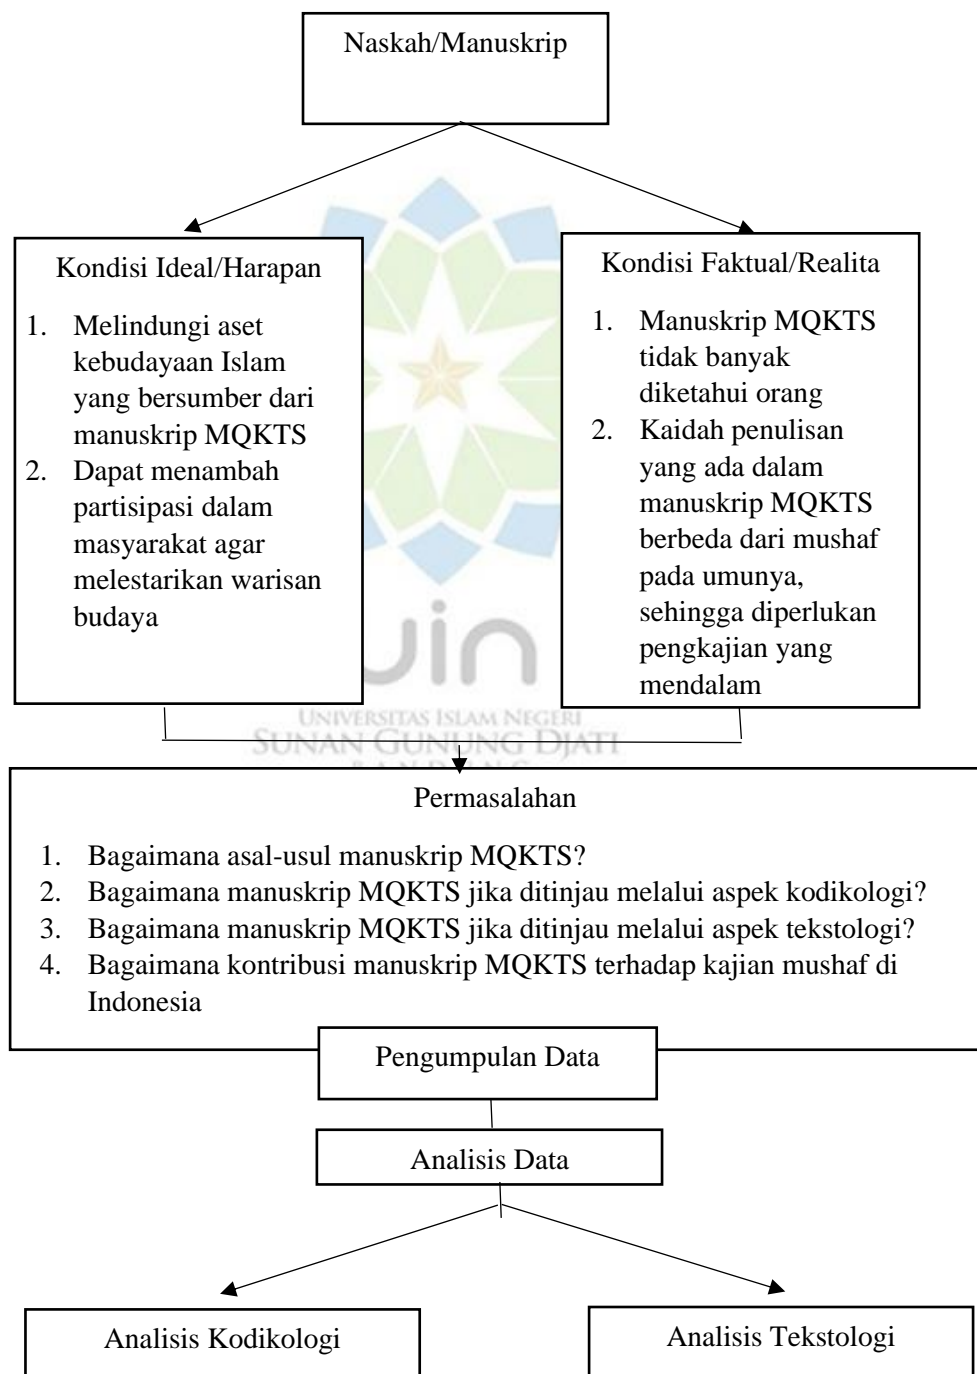 Naskah/Manuskrip
Kondisi Ideal/Harapan
1. Melindungi aset
kebudayaan Islam
yang bersumber dari
manuskrip MQKTS
2. Dapat menambah
partisipasi dalam
masyarakat agar
melestarikan warisan
budaya
Kondisi Faktual/Realita
1. Manuskrip MQKTS
tidak banyak
diketahui orang
2. Kaidah penulisan
yang ada dalam
manuskrip MQKTS
berbeda dari mushaf
pada umunya,
sehingga diperlukan
pengkajian yang
mendalam
uin
UNIVERSITAS ISLAM NEGERI
SUNAN GUNUNG DJATI
Permasalahan
1. Bagaimana asal-usul manuskrip MQKTS?
2. Bagaimana manuskrip MQKTS jika ditinjau melalui aspek kodikologi?
3. Bagaimana manuskrip MQKTS jika ditinjau melalui aspek tekstologi?
4. Bagaimana kontribusi manuskrip MQKTS terhadap kajian mushaf di
Indonesia
Pengumpulan Data
Analisis Data
Analisis Kodikologi
Analisis Tekstologi